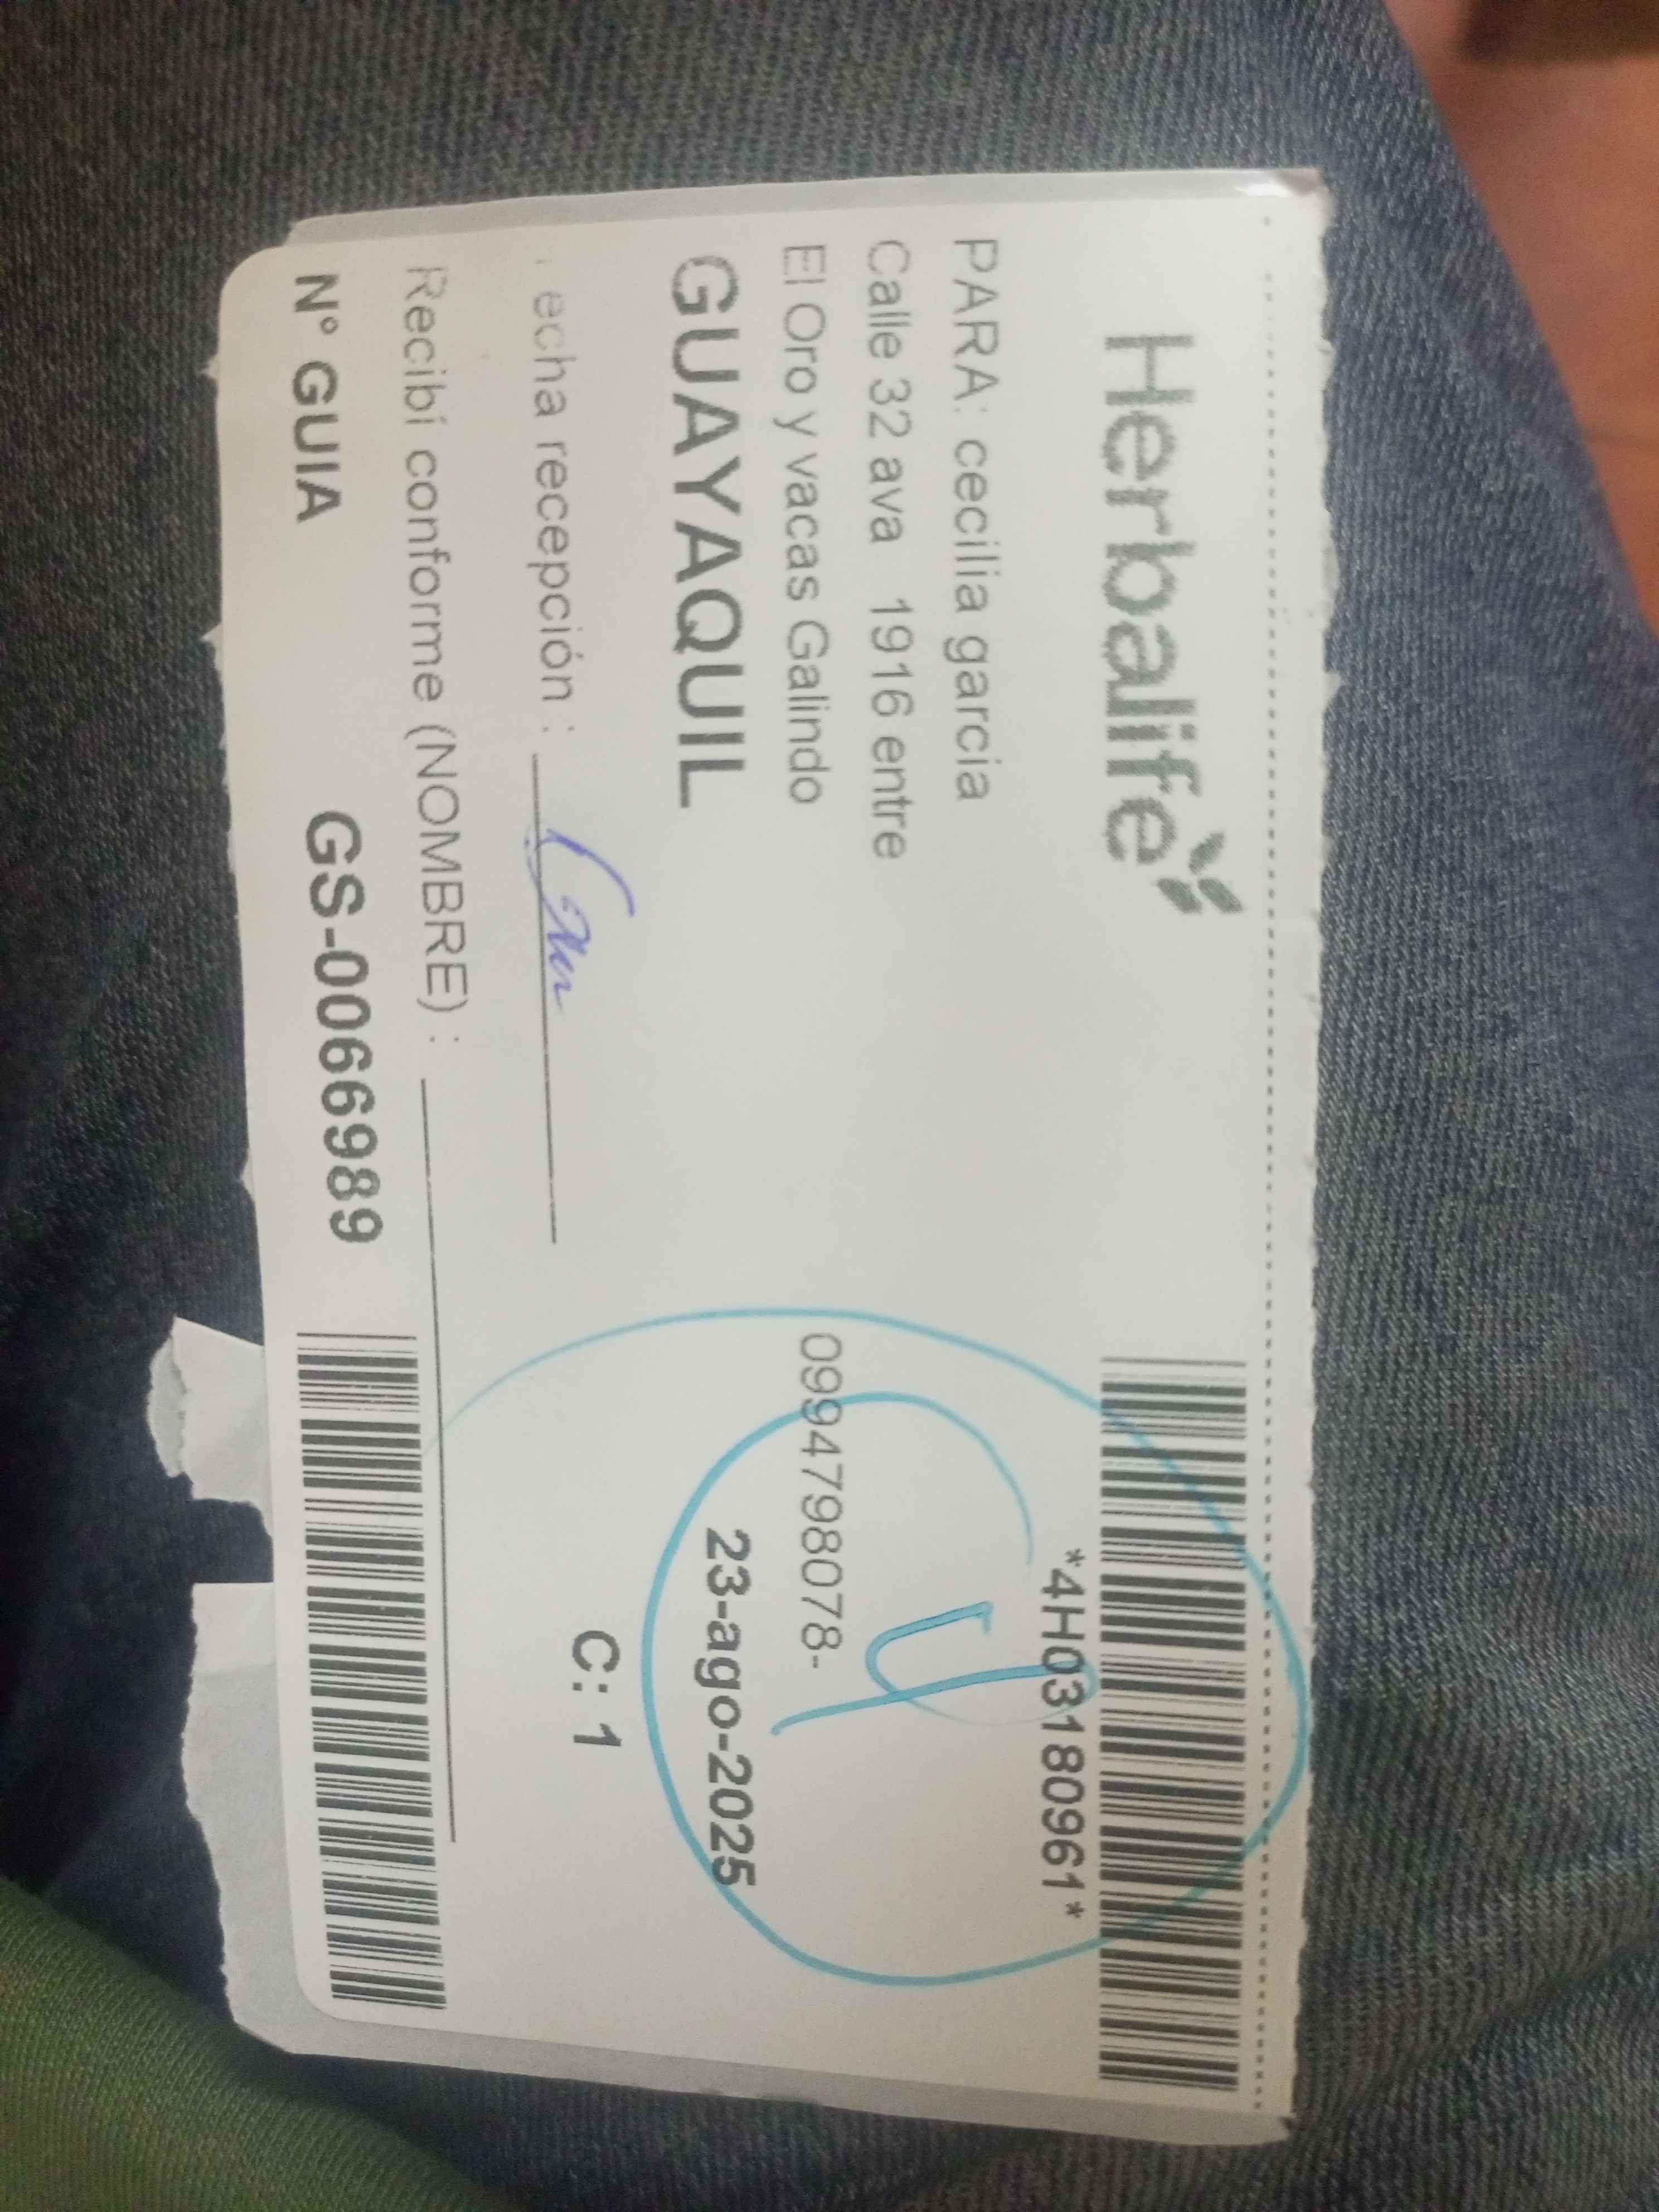 Herbalife
*4H03180961*
PARA: cecilia garcia
Calle 32 ava 1916 entre
El Oro y vacas Galindo
0994798078-
GUAYAQUIL
23-ago-2025
echa recepción :
C: 1
Recibí conforme (NOMBRE) :
N° GUIA GS-0066989